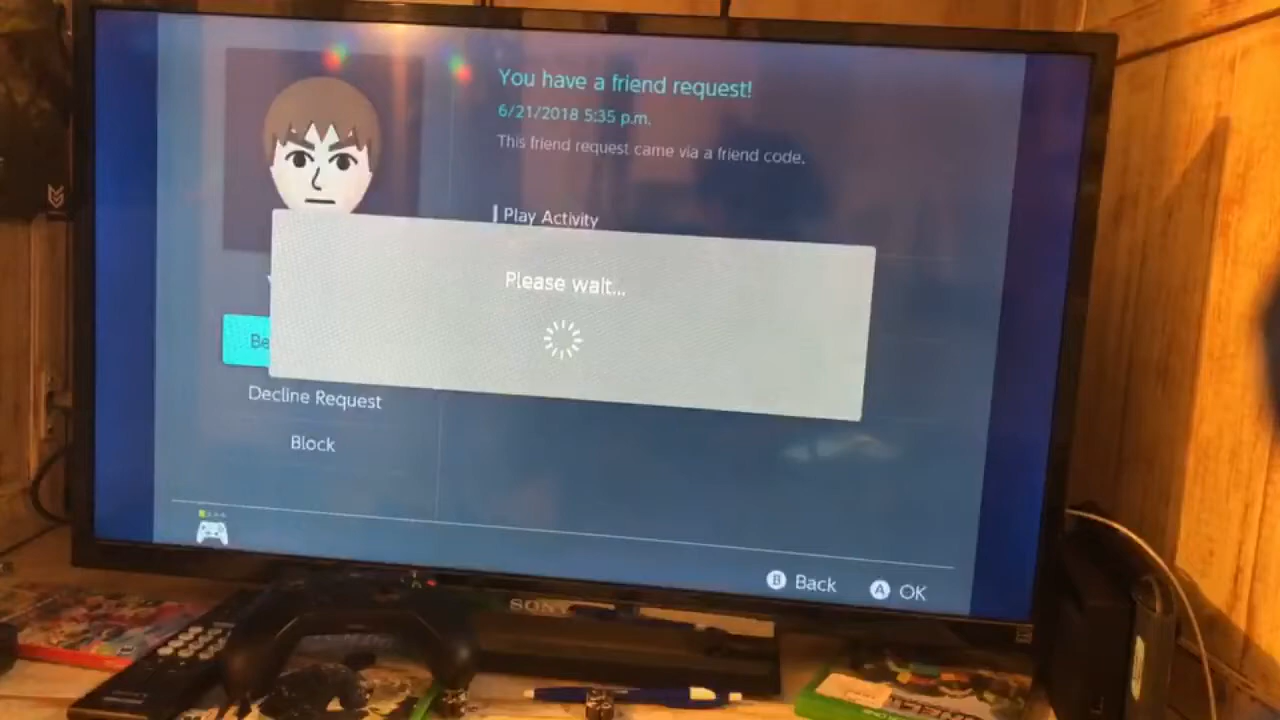 You have a friend request!
6/21/2018 5:35 p.m.
This friend request came via a friend code.
Play Activity
Please wait...
Be
Decline Request
Block
B Back
A OK
SONY